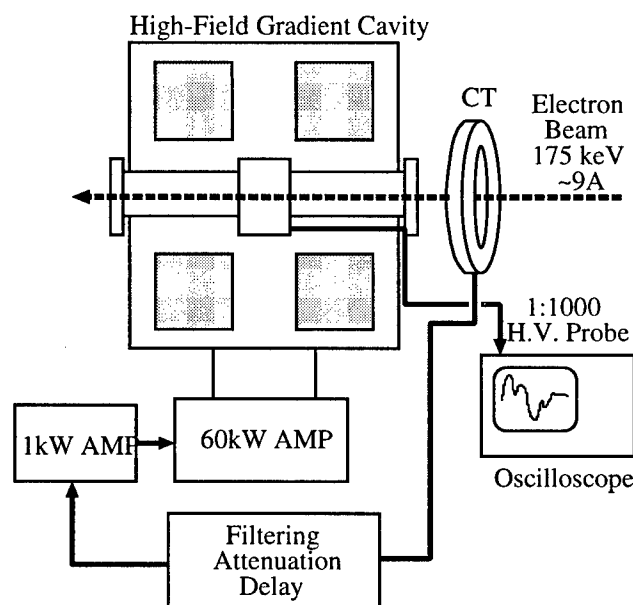 High-Field Gradient Cavity
CT
Electron
Beam
175 keV
~9A
1:1000
H.V. Probe
1kW AMP
60kW AMP
Oscilloscope
Filtering
Attenuation
Delay